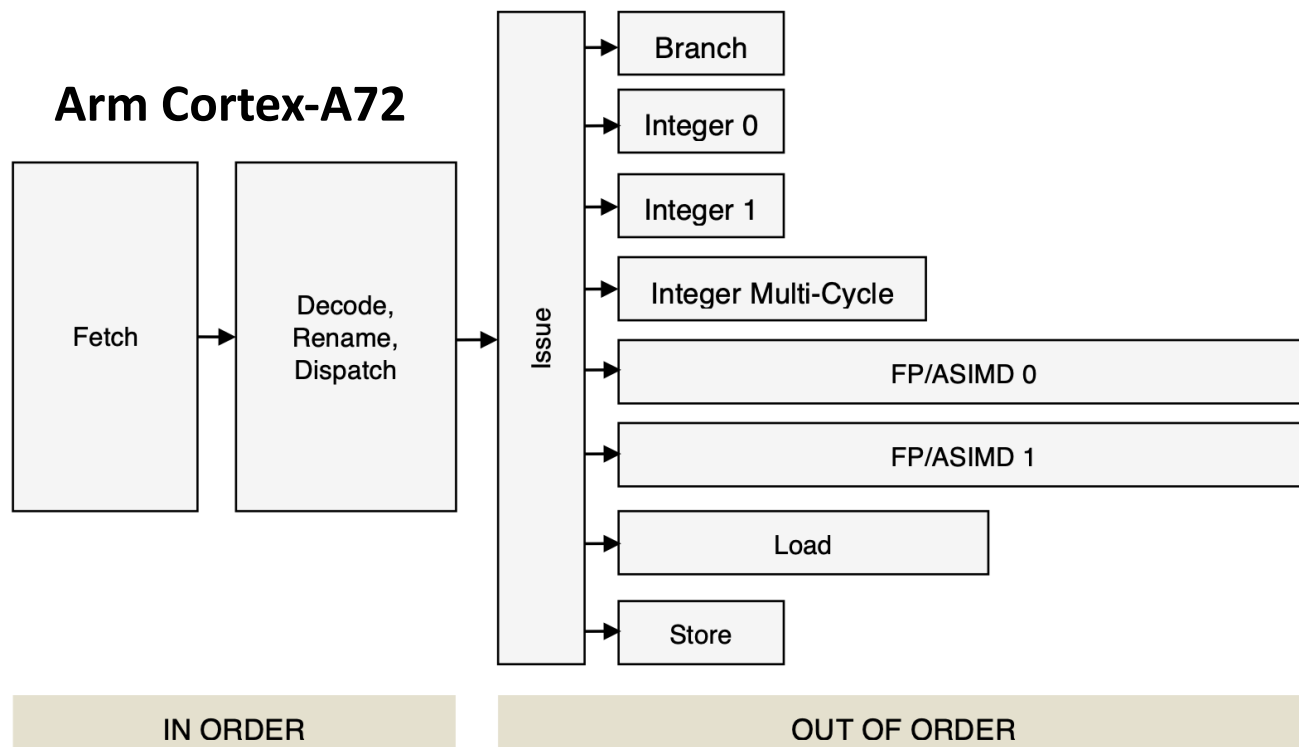 Arm Cortex-A72
Fetch
Decode,
Rename,
Dispatch
Issue
Branch
Integer 0
Integer 1
Integer Multi-Cycle
FP/ASIMD 0
FP/ASIMD 1
Load
Store
IN ORDER
OUT OF ORDER